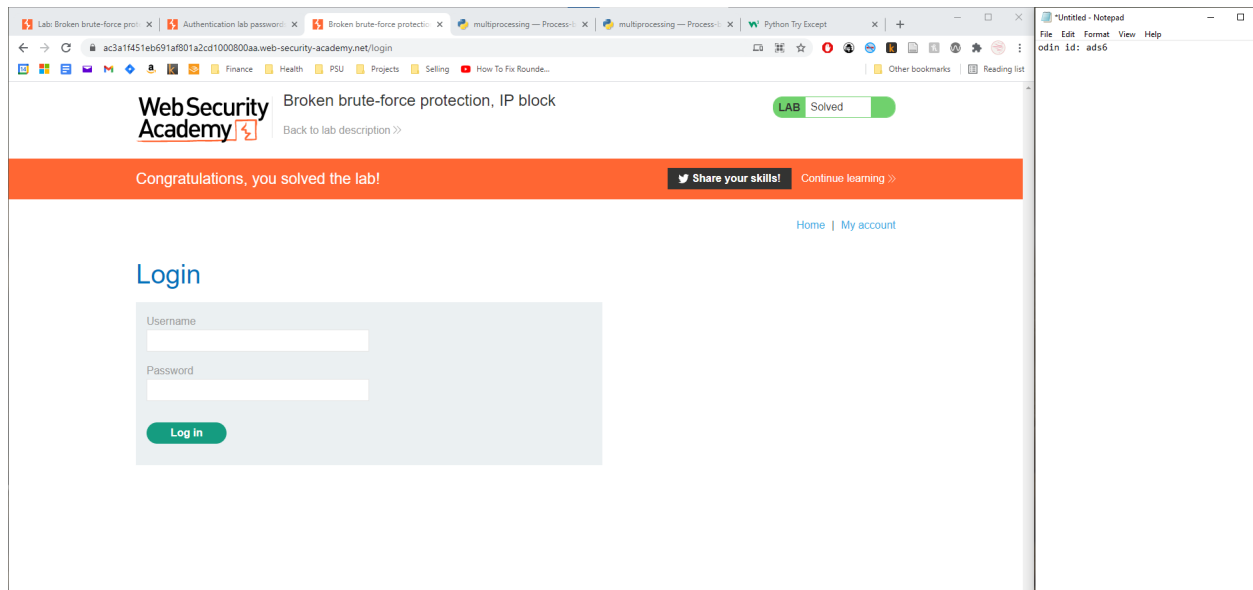 Lab: Broken brute-force prot
Authentication lab password
Broken brute-force protectio
multiprocessing — Process-b
multiprocessing — Process-b
Python Try Except
*Untitled - Notepad
File Edit Format View Help
odin id: ads6
ac3a1f451eb691af801a2cd1000800aa.web-security-academy.net/login
Finance
Health
PSU
Projects
Selling
How To Fix Rounde...
Other bookmarks
Reading list
Web Security
Academy
Broken brute-force protection, IP block
Back to lab description
LAB Solved
Congratulations, you solved the lab!
Share your skills!
Continue learning
Home | My account
Login
Username
Password
Log in